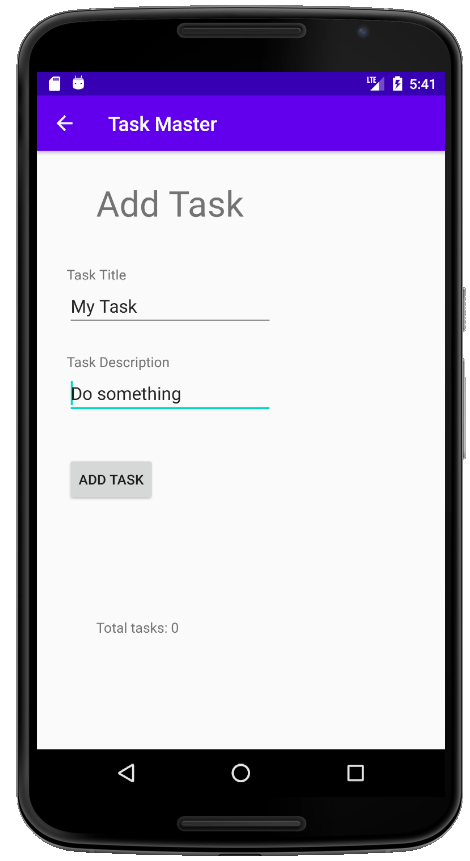 LTE 5:41
Task Master
Add Task
Task Title
My Task
Task Description
Do something
ADD TASK
Total tasks: 0